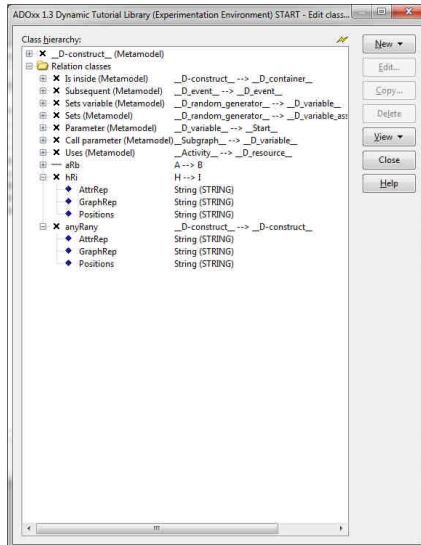 ADOxx 1.3 Dynamic Tutorial Library (Experimentation Environment) START - Edit class...
Class hierarchy:
__D-construct__ (Metamodel)
Relation classes
Is inside (Metamodel) __D-construct__ --> __D_container__
Subsequent (Metamodel) __D_event__ --> __D_event__
Sets variable (Metamodel) __D_random_generator__ --> __D_variable__
Sets (Metamodel) __D_random_generator__ --> __D_variable_ass
Parameter (Metamodel) __D_variable__ --> __Start__
Call parameter (Metamodel) __Subgraph__ --> __D_variable__
Uses (Metamodel) __Activity__ --> __D_resource__
aRb A --> B
hRi H --> I
AttrRep String (STRING)
GraphRep String (STRING)
Positions String (STRING)
anyRany __D-construct__ --> __D-construct__
AttrRep String (STRING)
GraphRep String (STRING)
Positions String (STRING)
New
Edit...
Copy...
Delete
View
Close
Help